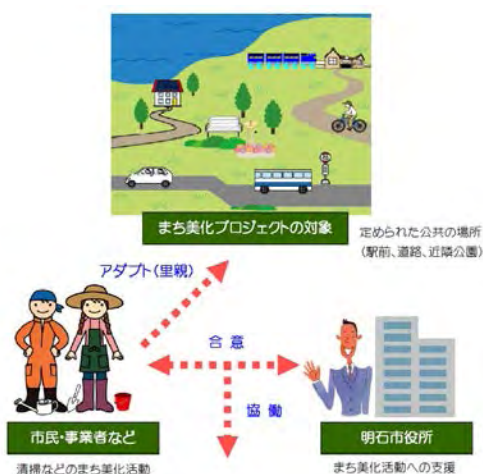 まち美化プロジェクトの対象
定められた公共の場所
(駅前、道路、近隣公園)
アダプト(里親)
合意
協働
市民・事業者など
明石市役所
清掃などのまち美化活動
まち美化活動への支援